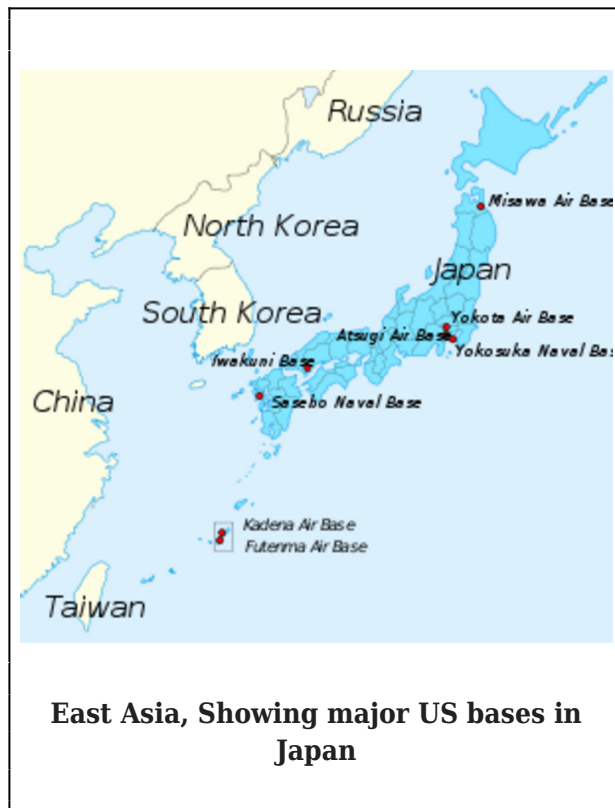 Russia
Misawa Air Base
North Korea
Japan
South Korea
Yokota Air Base
Atsugi Air Base
Yokosuka Naval Bas
Iwakuni Base
China
Sasebo Naval Base
Kadena Air Base
Futenma Air Base
Taiwan
East Asia, Showing major US bases in
Japan